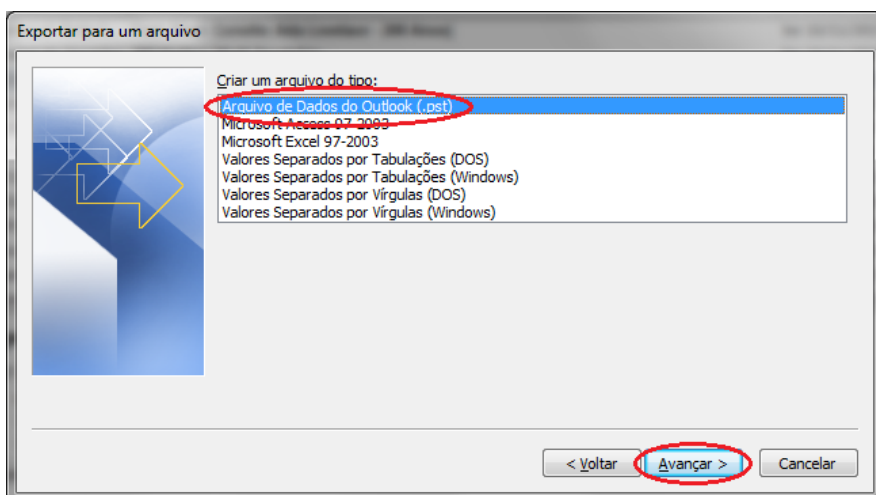 Exportar para um arquivo
Criar um arquivo do tipo:
Arquivo de Dados do Outlook (.pst)
Microsoft Access 97-2003
Microsoft Excel 97-2003
Valores Separados por Tabulações (DOS)
Valores Separados por Tabulações (Windows)
Valores Separados por Vírgulas (DOS)
Valores Separados por Vírgulas (Windows)
< Voltar Avançar > Cancelar